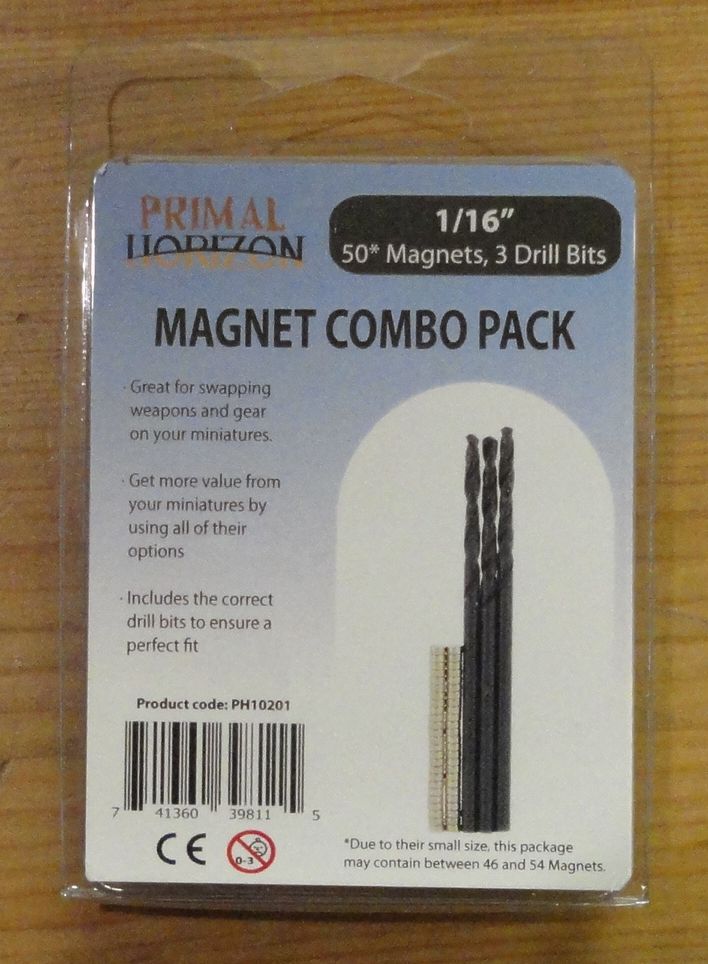 PRIMAL
HORIZON
1/16”
50* Magnets, 3 Drill Bits
MAGNET COMBO PACK
· Great for swapping
weapons and gear
on your miniatures.
· Get more value from
your miniatures by
using all of their
options
· Includes the correct
drill bits to ensure a
perfect fit
Product code: PH10201
7 41360 39811 5
CE
0-3
*Due to their small size, this package
may contain between 46 and 54 Magnets.